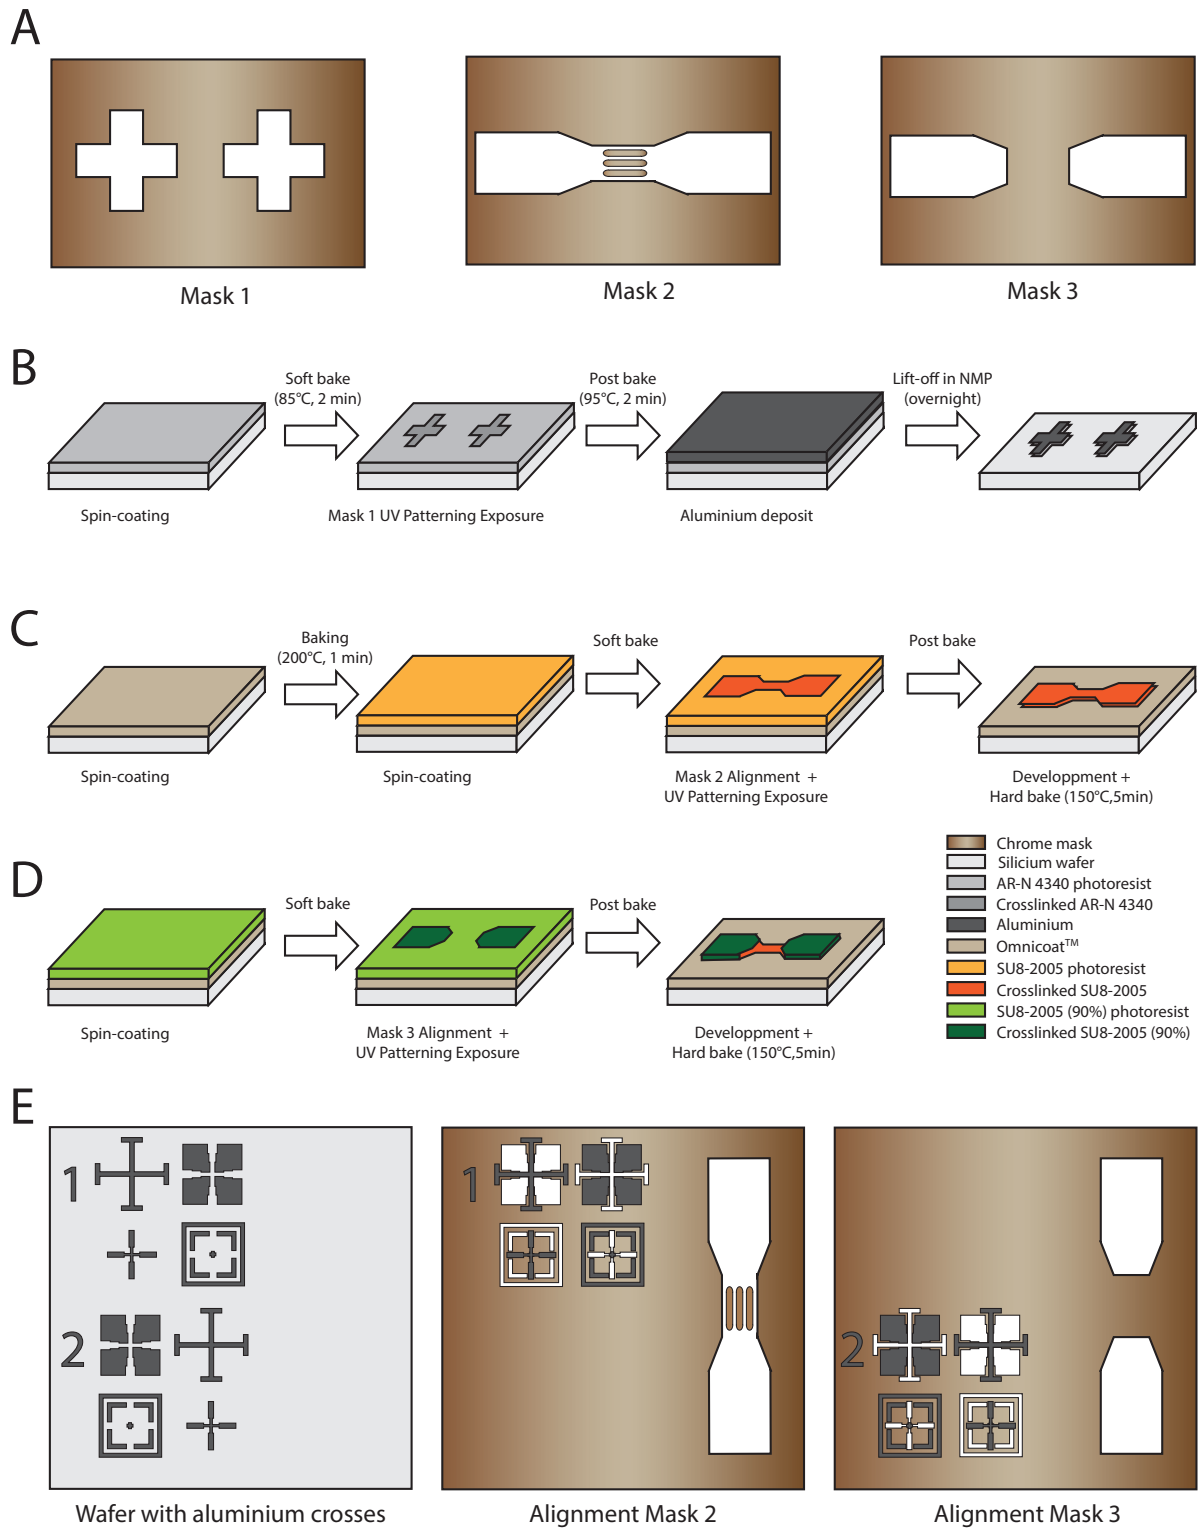 A
Mask 1
Mask 2
Mask 3
B
Soft bake
(85°C, 2 min)
Post bake
(95°C, 2 min)
Lift-off in NMP
(overnight)
Spin-coating
Mask 1 UV Patterning Exposure
Aluminium deposit
C
Baking
(200°C, 1 min)
Soft bake
Post bake
Spin-coating
Spin-coating
Mask 2 Alignment +
UV Patterning Exposure
Developpment +
Hard bake (150°C,5min)
D
Soft bake
Post bake
Spin-coating
Mask 3 Alignment +
UV Patterning Exposure
Developpment +
Hard bake (150°C,5min)
Chrome mask
Silicium wafer
AR-N 4340 photoresist
Crosslinked AR-N 4340
Aluminium
Omnicoat™
SU8-2005 photoresist
Crosslinked SU8-2005
SU8-2005 (90%) photoresist
Crosslinked SU8-2005 (90%)
E
1
2
1
2
Wafer with aluminium crosses
Alignment Mask 2
Alignment Mask 3